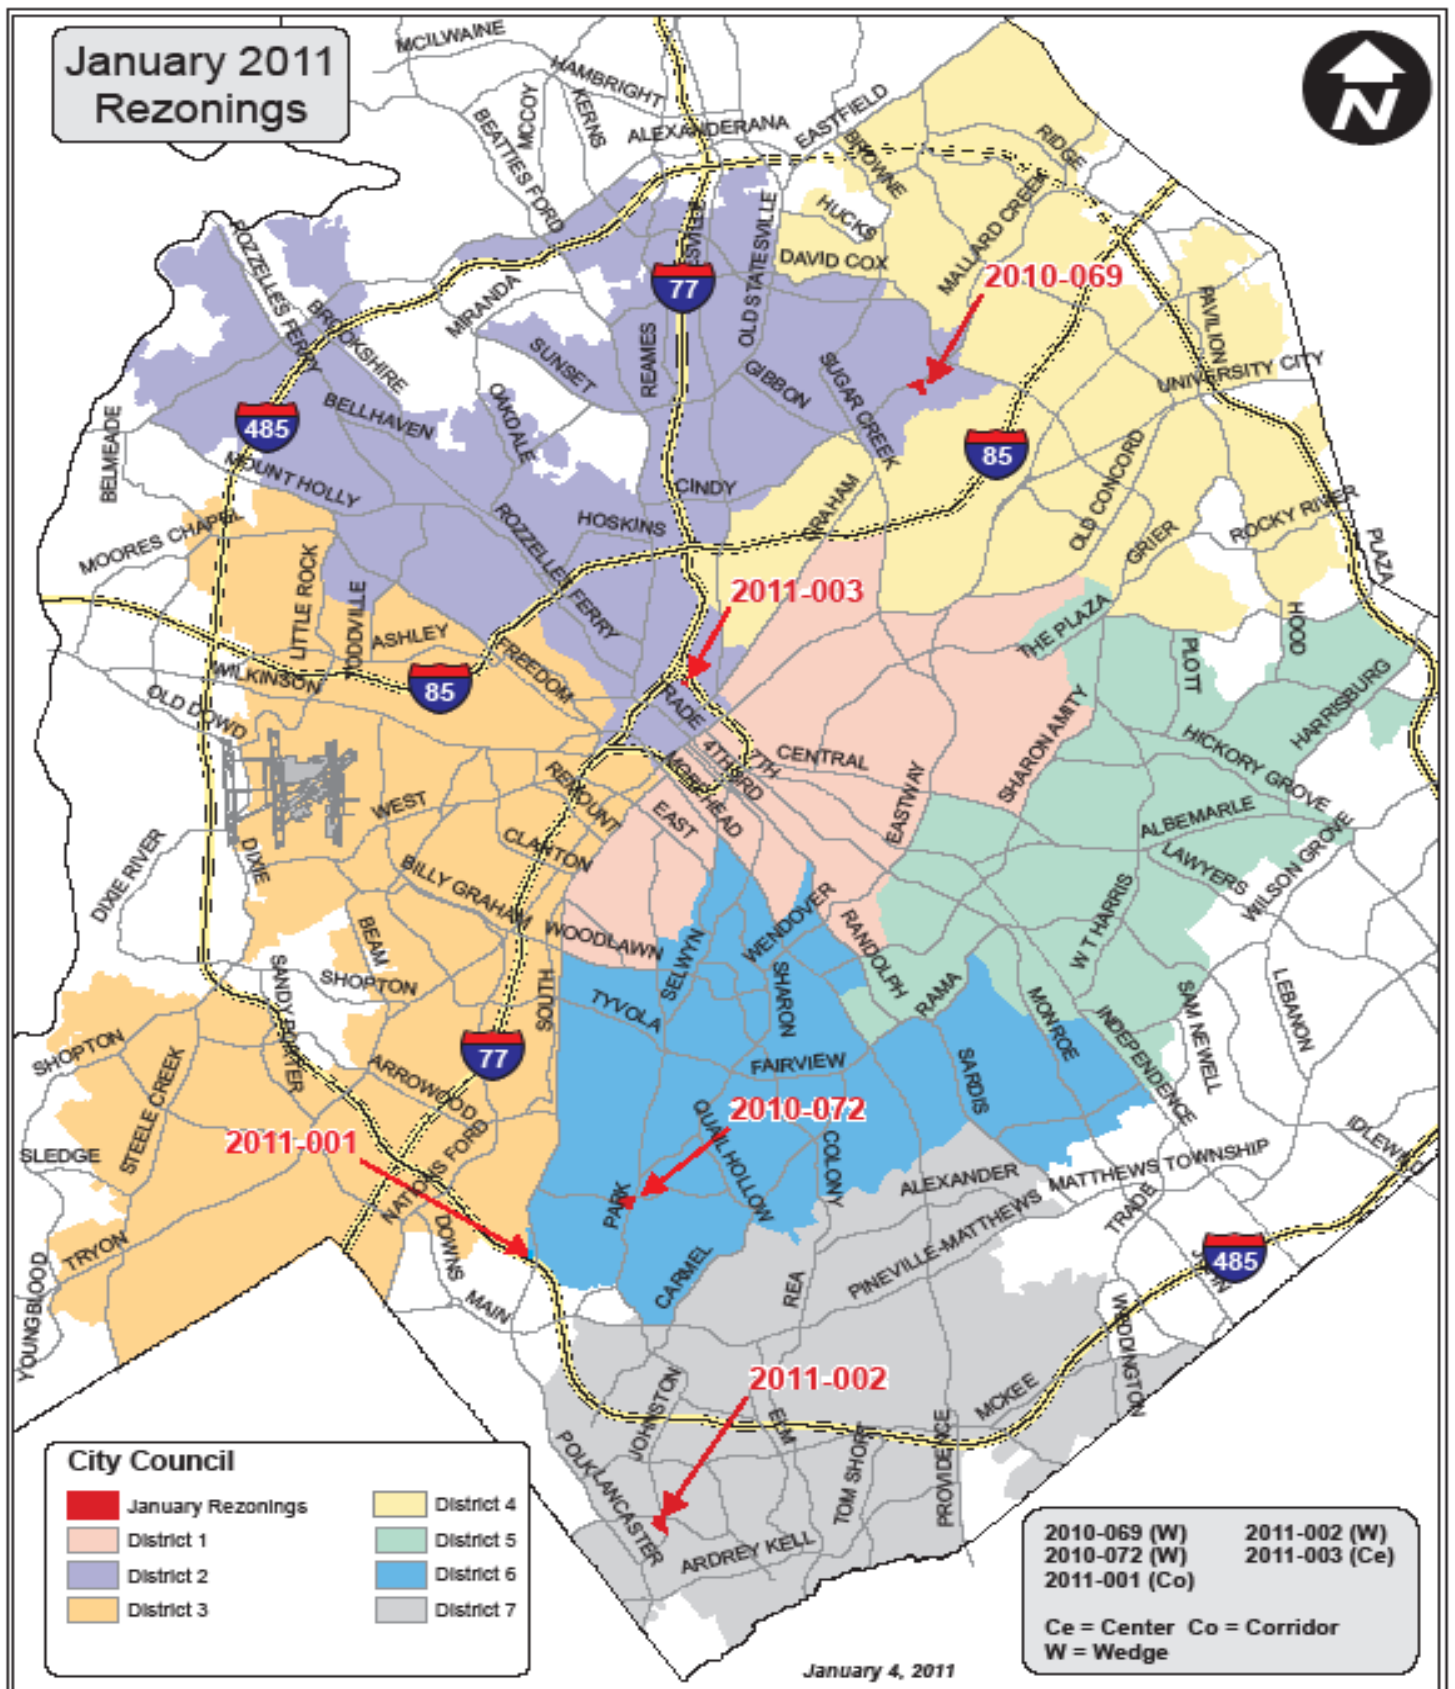 January 2011
Rezonings
N
MCILWAINE
HAMBRIGHT
MCCOY
KERNS
BEATTIES FORD
ALEXANDERANA
EASTFIELD
BROWNE
RIDGE
HUCKS
MALLARD CREEK
DAVID COX
2010-069
ROZZELLES FERRY
BROOKSHIRE
MIRANDA
77
OLD STATESVILLE
PAVILION
SUNSET
REAMES
GIBBON
SUGAR CREEK
UNIVERSITY CITY
OAKDALE
BELLHAVEN
485
BELMEADE
MOUNT HOLLY
85
CINDY
GRAHAM
OLD CONCORD
ROCKY RIVER
GRIER
PLAZA
MOORES CHAPEL
HOSKINS
ROZZELLES FERRY
LITTLE ROCK
TODDVILLE
2011-003
THE PLAZA
HOOD
PLOTT
ASHLEY
FREEDOM
WILKINSON
85
OLD DOWD
HARRISBURG
SHARON AMITY
HICKORY GROVE
4TH
7TH
CENTRAL
MOREHEAD
REMOUNT
EAST
EASTWAY
WEST
CLANTON
ALBEMARLE
LAWYERS
WILSON GROVE
DIXIE RIVER
DIXIE
BILLY GRAHAM
W T HARRIS
BEAM
WOODLAWN
SELWYN
WENDOVER
RANDOLPH
SHOPTON
SOUTH
TYVOLA
SHARON
RAMA
MONROE
INDEPENDENCE
SAM NEWELL
LEBANON
SHOPTON
STEELE CREEK
77
ARROWOOD
FAIRVIEW
SARDIS
2010-072
2011-001
QUAIL HOLLOW
COLONY
SLEDGE
NATIONS FORD
ALEXANDER
MATTHEWS TOWNSHIP
IDLEWILD
PARK
TRADE
PINEVILLE-MATTHEWS
TRYON
DOWNS
YOUNGBLOOD
CARMEL
REA
485
MAIN
WEDDINGTON
2011-002
JOHNSTON
ELM
MCKEE
POLK
LANCASTER
TOM SHORT
PROVIDENCE
ARDREY KELL
City Council
January Rezonings
District 1
District 2
District 3
District 4
District 5
District 6
District 7
2010-069 (W) 2011-002 (W)
2010-072 (W) 2011-003 (Ce)
2011-001 (Co)
Ce = Center Co = Corridor
W = Wedge
January 4, 2011